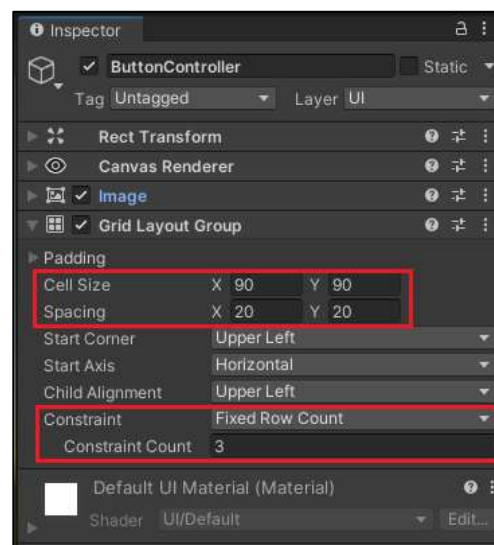 Inspector
ButtonController Static
Tag Untagged Layer UI
Rect Transform
Canvas Renderer
Image
Grid Layout Group
Padding
Cell Size X 90 Y 90
Spacing X 20 Y 20
Start Corner Upper Left
Start Axis Horizontal
Child Alignment Upper Left
Constraint Fixed Row Count
Constraint Count 3
Default UI Material (Material)
Shader UI/Default Edit...